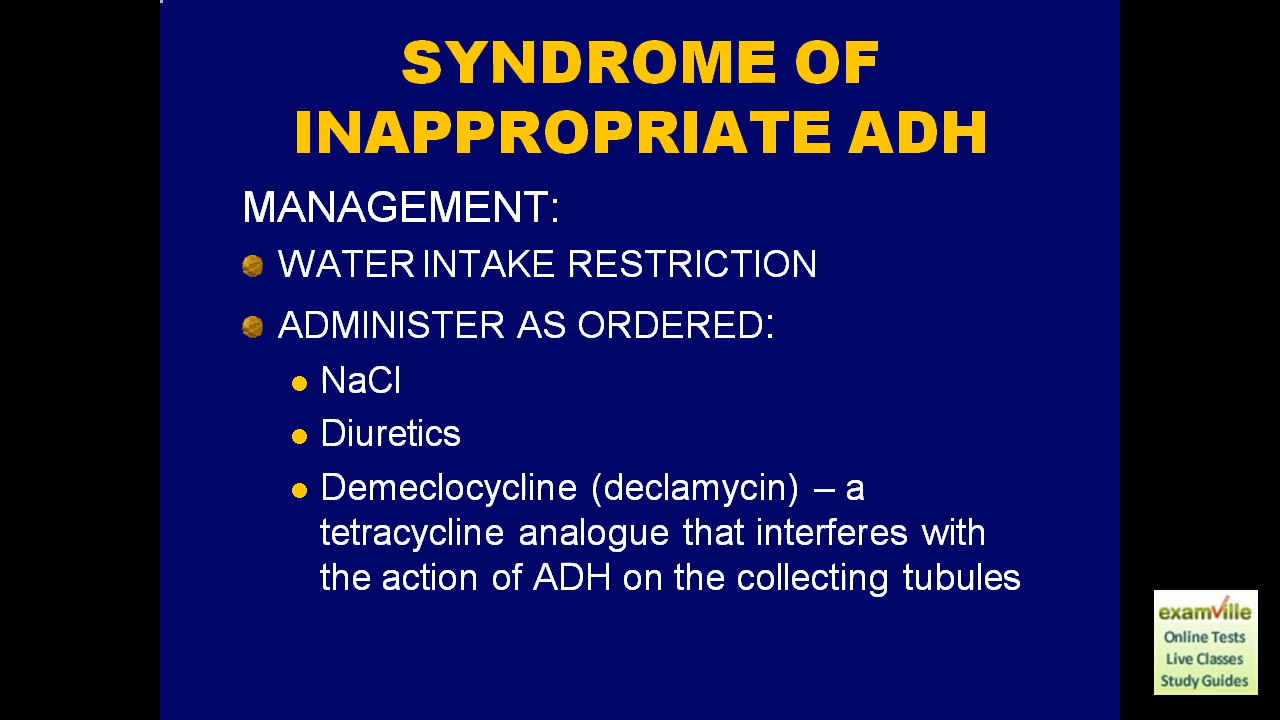 SYNDROME OF
INAPPROPRIATE ADH
MANAGEMENT:
WATER INTAKE RESTRICTION
ADMINISTER AS ORDERED:
NaCl
Diuretics
Demeclocycline (declamycin) – a
tetracycline analogue that interferes with
the action of ADH on the collecting tubules
examville
Online Tests
Live Classes
Study Guides